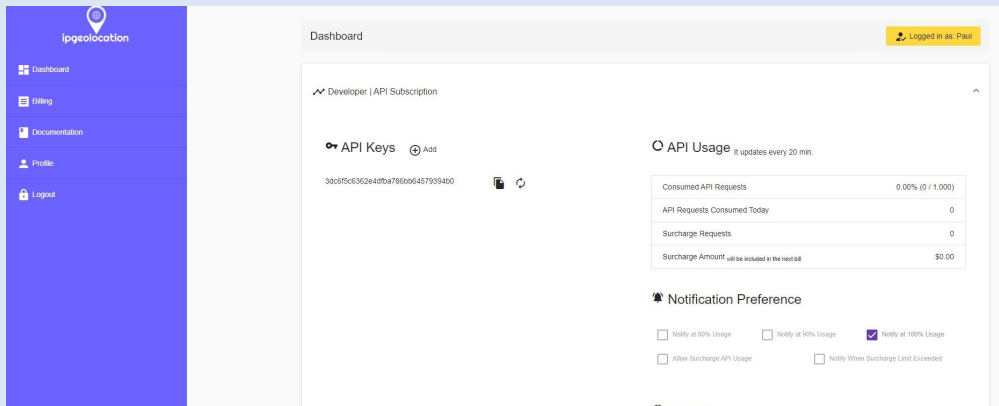 ipgeolocation
Dashboard
Billing
Documentation
Profile
Logout
Dashboard
Logged in as: Paul
Developer | API Subscription
API Keys
Add
3dc6f5c6362e4dfba786bb64579394b0
API Usage It updates every 20 min.
Consumed API Requests 0.00% (0 / 1,000)
API Requests Consumed Today 0
Surcharge Requests 0
Surcharge Amount will be included in the next bill $0.00
Notification Preference
Notify at 80% Usage Notify at 90% Usage Notify at 100% Usage
Allow Surcharge API Usage Notify When Surcharge Limit Exceeded